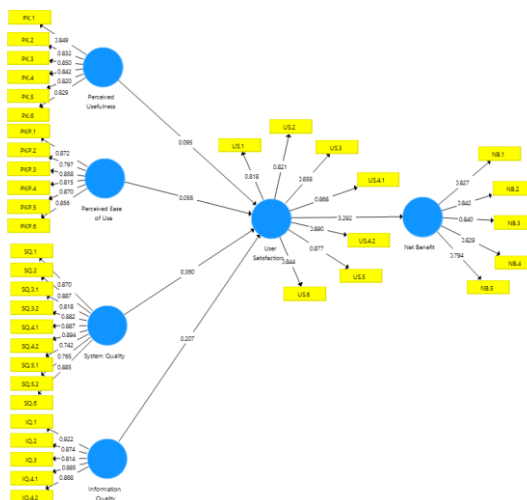 PK.1
PK.2
PK.3
PK.4
PK.5
PK.6
0.849
0.832
0.850
0.842
0.820
0.829
Perceived
Usefulness
PKP.1
PKP.2
PKP.3
PKP.4
PKP.5
PKP.6
0.872
0.797
0.858
0.815
0.870
0.856
Perceived Ease
of Use
SQ.1
SQ.2
SQ.3.1
SQ.3.2
SQ.4.1
SQ.4.2
SQ.5.1
SQ.5.2
SQ.6
0.870
0.887
0.818
0.882
0.887
0.894
0.742
0.765
0.885
System Quality
IQ.1
IQ.2
IQ.3
IQ.4.1
IQ.4.2
0.922
0.874
0.814
0.885
0.868
Information
Quality
0.095
0.056
0.360
0.207
US.1
US.2
US.3
US.4.1
US.4.2
US.5
US.6
0.818
0.821
0.858
0.868
0.890
0.877
0.844
User
Satisfaction
0.292
Net Benefit
NB.1
NB.2
NB.3
NB.4
NB.5
0.827
0.842
0.840
0.829
0.794